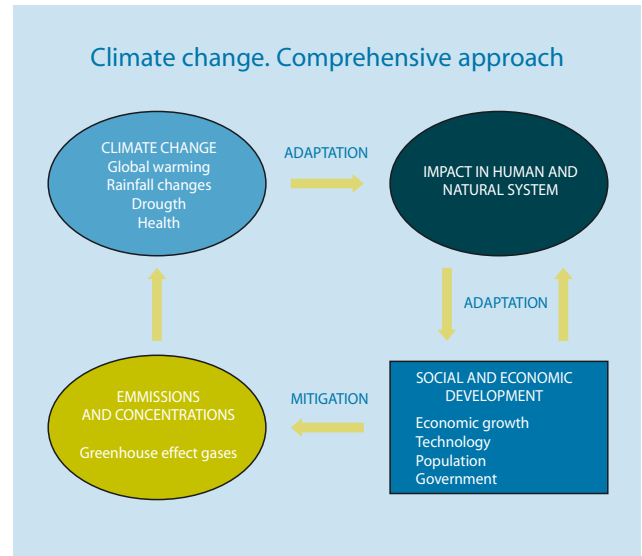 Climate change. Comprehensive approach
CLIMATE CHANGE
Global warming
Rainfall changes
Drougth
Health
ADAPTATION
IMPACT IN HUMAN AND
NATURAL SYSTEM
ADAPTATION
EMMISSIONS
AND CONCENTRATIONS
Greenhouse effect gases
MITIGATION
SOCIAL AND ECONOMIC
DEVELOPMENT
Economic growth
Technology
Population
Government